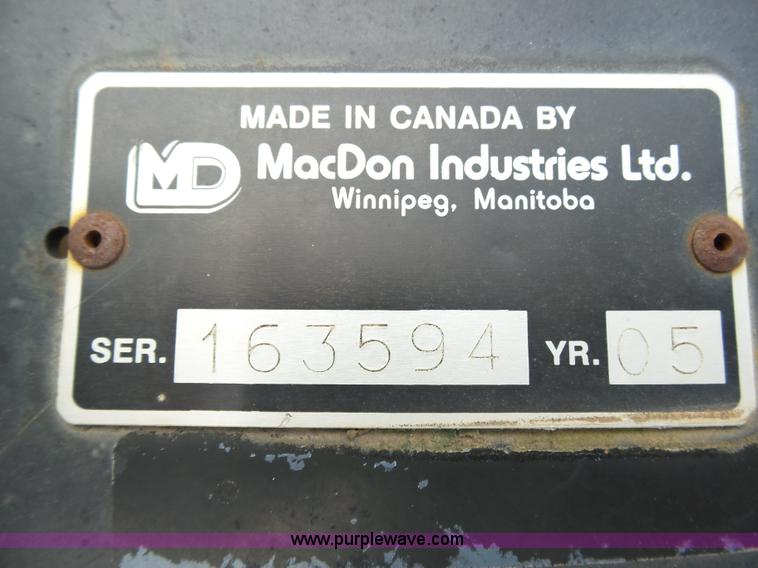 MADE IN CANADA BY
MD MacDon Industries Ltd.
Winnipeg, Manitoba
SER. 163594 YR. 05
www.purplewave.com